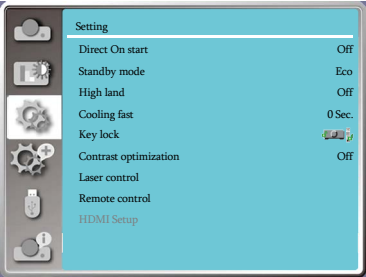 Setting
Direct On start Off
Standby mode Eco
High land Off
Cooling fast 0 Sec.
Key lock
Contrast optimization Off
Laser control
Remote control
HDMI Setup